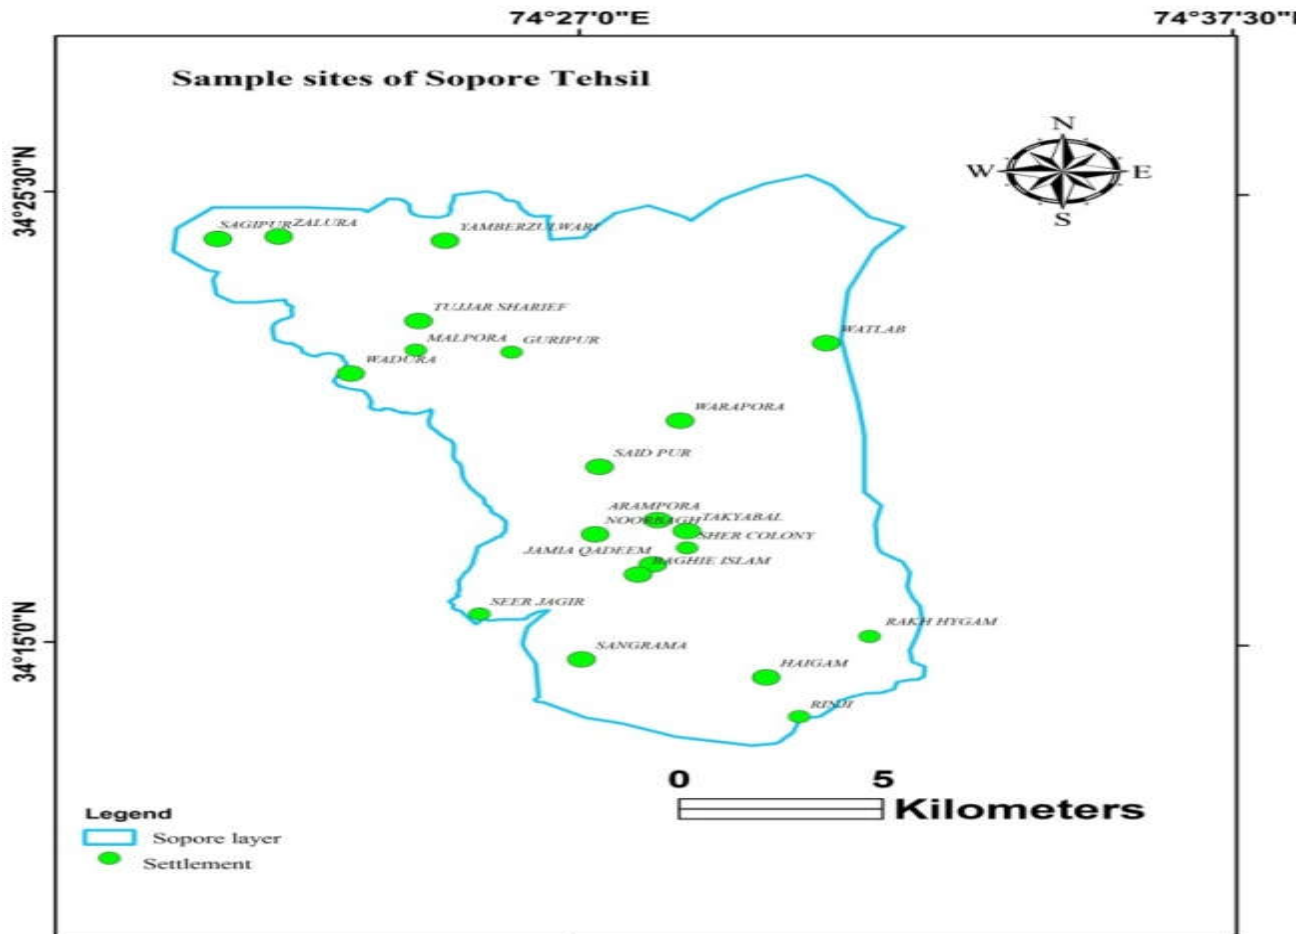 74°27'0"E
74°37'30"
Sample sites of Sopore Tehsil
N
W
E
S
34°25'30"N
SAGIPUR
ZALURA
YAMBERZULWARI
TUJJAR SHARIEF
MALPORA
GURIPUR
WATLAB
WADURA
WARAPORA
SAID PUR
ARAMPORA
NOORBAGH
TAKYABAL
SHER COLONY
JAMIA QADEEM
BAGHIE ISLAM
SEER JAGIR
RAKH HYGAM
34°15'0"N
SANGRAMA
HAIGAM
RINJI
0 5
Kilometers
Legend
Sopore layer
Settlement